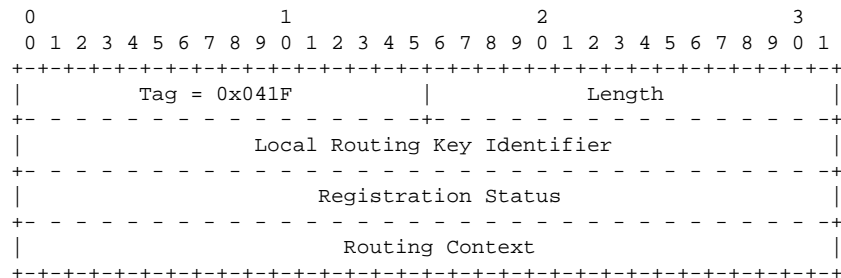 0                   1                   2                   3
 0 1 2 3 4 5 6 7 8 9 0 1 2 3 4 5 6 7 8 9 0 1 2 3 4 5 6 7 8 9 0 1
+-+-+-+-+-+-+-+-+-+-+-+-+-+-+-+-+-+-+-+-+-+-+-+-+-+-+-+-+-+-+-+-+
|         Tag = 0x041F          |            Length             |
+- - - - - - - - - - - - - - - -+- - - - - - - - - - - - - - - -+
|                  Local Routing Key Identifier                 |
+- - - - - - - - - - - - - - - - - - - - - - - - - - - - - - - -+
|                       Registration Status                     |
+- - - - - - - - - - - - - - - - - - - - - - - - - - - - - - - -+
|                         Routing Context                       |
+-+-+-+-+-+-+-+-+-+-+-+-+-+-+-+-+-+-+-+-+-+-+-+-+-+-+-+-+-+-+-+-+